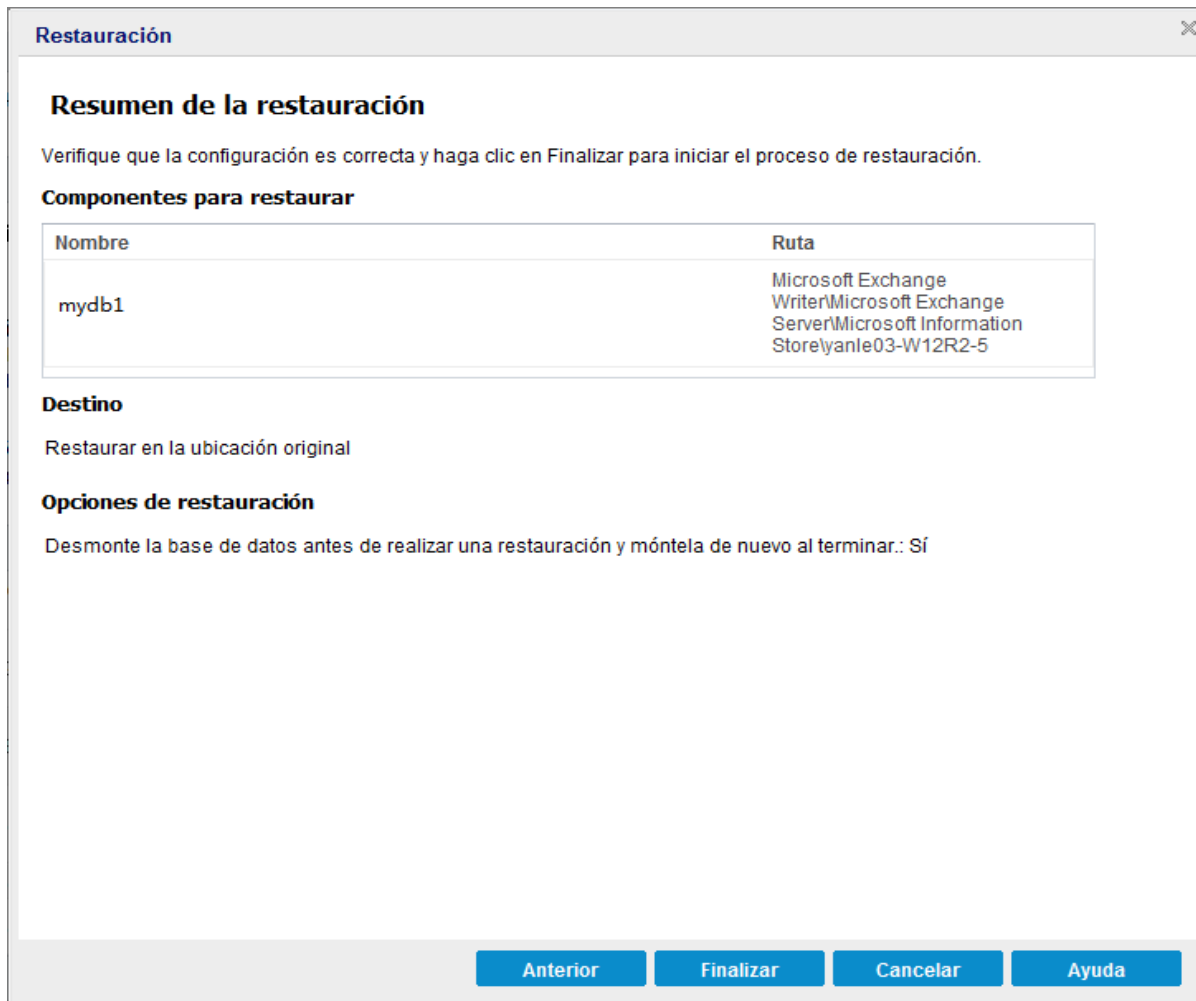 Restauración
Resumen de la restauración
Verifique que la configuración es correcta y haga clic en Finalizar para iniciar el proceso de restauración.
Componentes para restaurar
Nombre Ruta
mydb1
Microsoft Exchange
Writer\Microsoft Exchange
Server\Microsoft Information
Store\yanle03-W12R2-5
Destino
Restaurar en la ubicación original
Opciones de restauración
Desmonte la base de datos antes de realizar una restauración y móntela de nuevo al terminar.: Sí
Anterior Finalizar Cancelar Ayuda